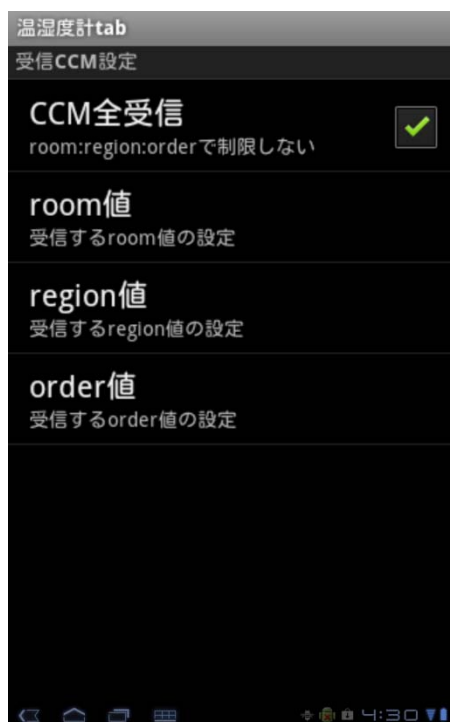 温湿度計tab
受信CCM設定
CCM全受信
room:region:orderで制限しない
room値
受信するroom値の設定
region値
受信するregion値の設定
order値
受信するorder値の設定
4:30